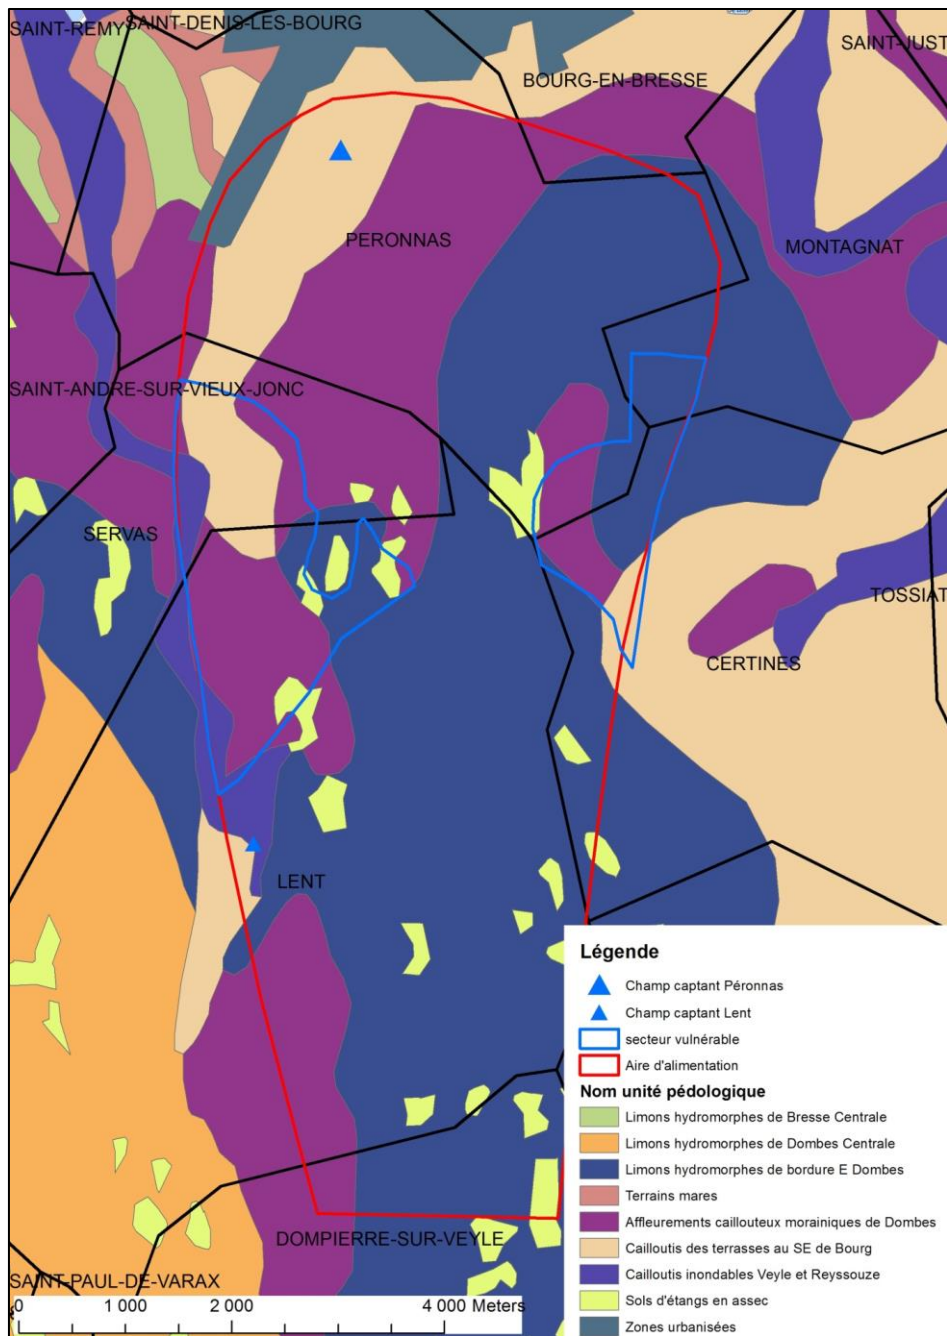 SAINT-REMY
SAINT-DENIS-LES-BOURG
SAINT-JUST
BOURG-EN-BRESSE
PERONNAS
MONTAGNAT
SAINT-ANDRE-SUR-VIEUX-JONC
SERVAS
TOSSIAT
CERTINES
LENT
DOMPIERRE-SUR-VEYLE
SAINT-PAUL-DE-VARAX
0 1 000 2 000 4 000 Meters
Légende
Champ captant Péronnas
Champ captant Lent
secteur vulnérable
Aire d'alimentation
Nom unité pédologique
Limons hydromorphes de Bresse Centrale
Limons hydromorphes de Dombes Centrale
Limons hydromorphes de bordure E Dombes
Terrains mares
Affleurements caillouteux morainiques de Dombes
Cailloutis des terrasses au SE de Bourg
Cailloutis inondables Veyle et Reyssouze
Sols d'étangs en assec
Zones urbanisées